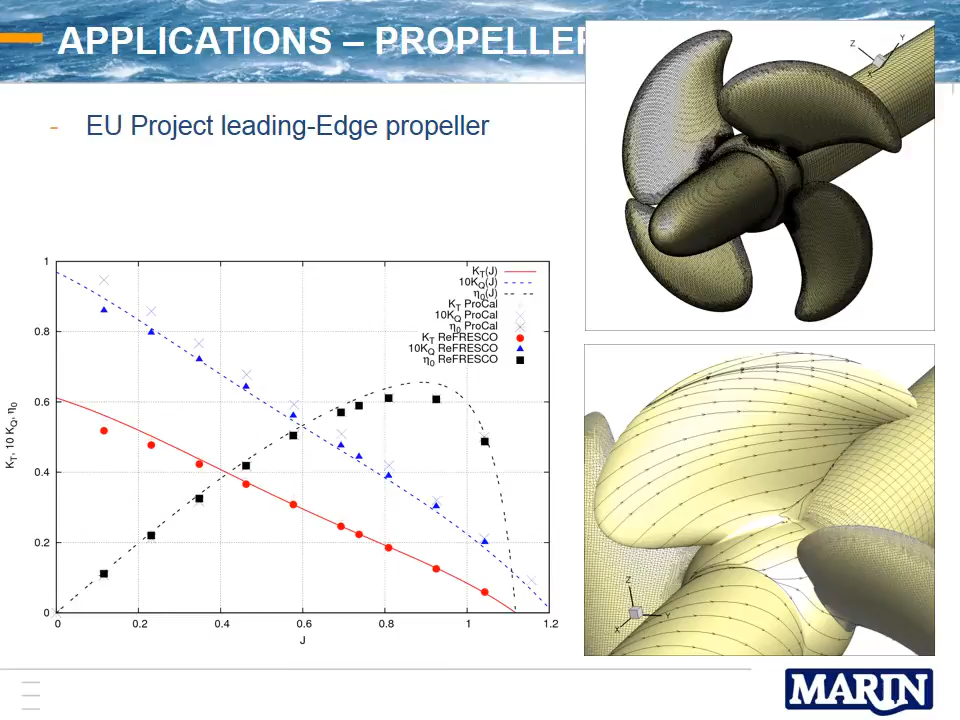 APPLICATIONS – PROPELLER
- EU Project leading-Edge propeller
Z
Y
X
1
0.8
0.6
0.4
0.2
0
K_T, 10 K_Q, η_0
K_T(J)
10K_Q(J)
η_0(J)
K_T ProCal
10K_Q ProCal
η_0 ProCal
K_T ReFRESCO
10K_Q ReFRESCO
η_0 ReFRESCO
0 0.2 0.4 0.6 0.8 1 1.2
J
Z
X
Y
MARIN